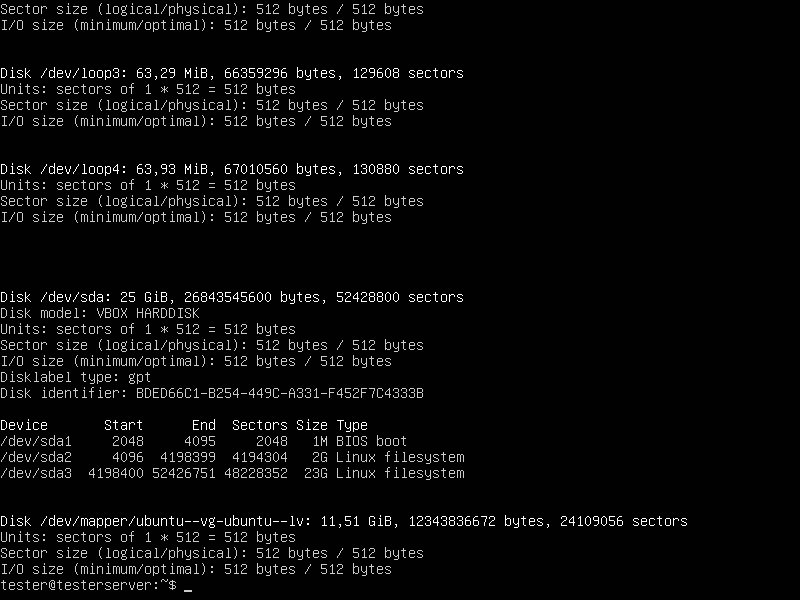 Sector size (logical/physical): 512 bytes / 512 bytes
I/O size (minimum/optimal): 512 bytes / 512 bytes
Disk /dev/loop3: 63,29 MiB, 66359296 bytes, 129608 sectors
Units: sectors of 1 * 512 = 512 bytes
Sector size (logical/physical): 512 bytes / 512 bytes
I/O size (minimum/optimal): 512 bytes / 512 bytes
Disk /dev/loop4: 63,93 MiB, 67010560 bytes, 130880 sectors
Units: sectors of 1 * 512 = 512 bytes
Sector size (logical/physical): 512 bytes / 512 bytes
I/O size (minimum/optimal): 512 bytes / 512 bytes
Disk /dev/sda: 25 GiB, 26843545600 bytes, 52428800 sectors
Disk model: VBOX HARDDISK
Units: sectors of 1 * 512 = 512 bytes
Sector size (logical/physical): 512 bytes / 512 bytes
I/O size (minimum/optimal): 512 bytes / 512 bytes
Disklabel type: gpt
Disk identifier: BDED66C1-B254-449C-A331-F452F7C4333B
Device       Start      End  Sectors Size Type
/dev/sda1     2048     4095     2048   1M BIOS boot
/dev/sda2     4096  4198399  4194304   2G Linux filesystem
/dev/sda3  4198400 52426751 48228352  23G Linux filesystem
Disk /dev/mapper/ubuntu--vg-ubuntu--lv: 11,51 GiB, 12343836672 bytes, 24109056 sectors
Units: sectors of 1 * 512 = 512 bytes
Sector size (logical/physical): 512 bytes / 512 bytes
I/O size (minimum/optimal): 512 bytes / 512 bytes
tester@testerserver:~$ _